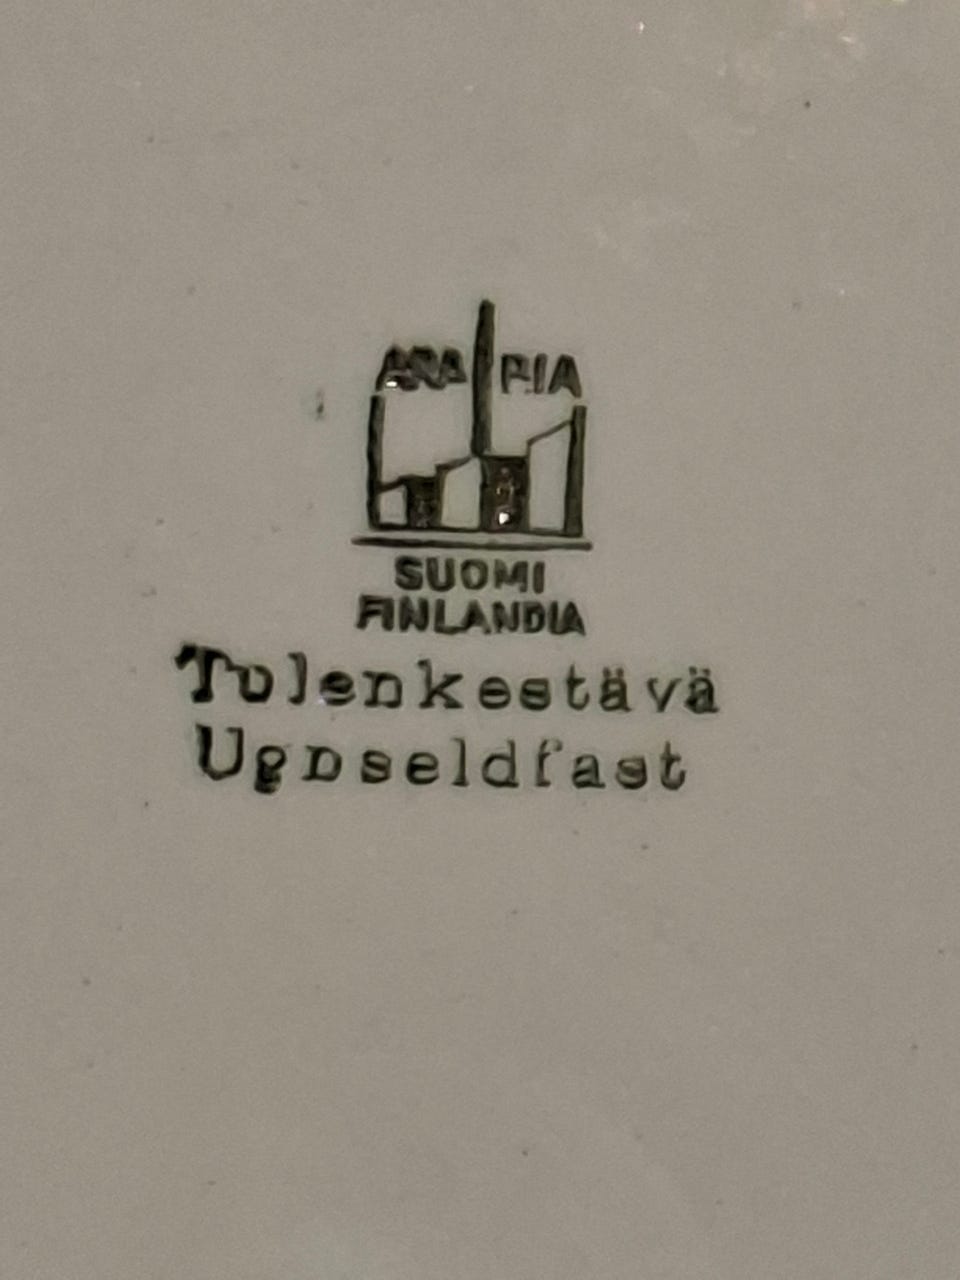 ARABIA
SUOMI
FINLANDIA
Tulenkestävä
Ugnseldfast